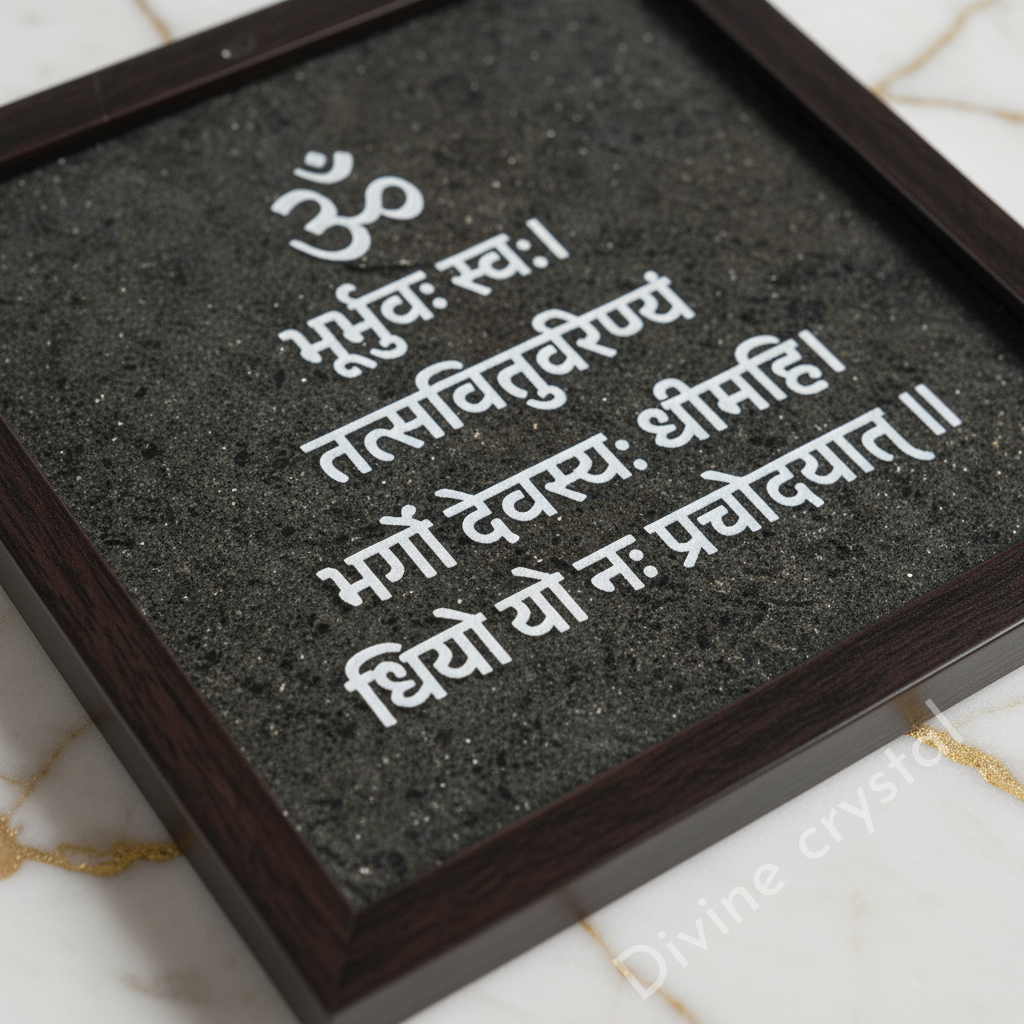 ॐ
भूर्भुवः स्वः।
तत्सवितुवरिण्यं
भर्गो देवस्यः धीमहि।
धियो यो नः प्रचोदयात् ॥
Divine crystal